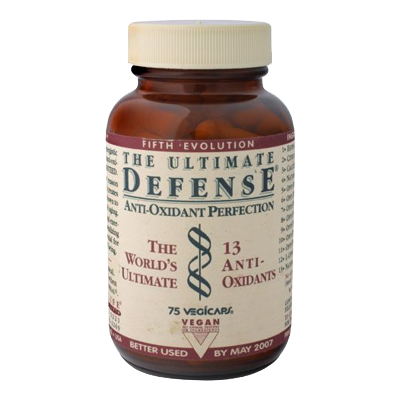 FIFTH EVOLUTION
THE ULTIMATE
DEFENSE®
ANTI-OXIDANT PERFECTION
THE
WORLD'S
ULTIMATE
13
ANTI-
OXIDANTS
75 VEGICAPS®
VEGAN
BETTER USED BY MAY 2007